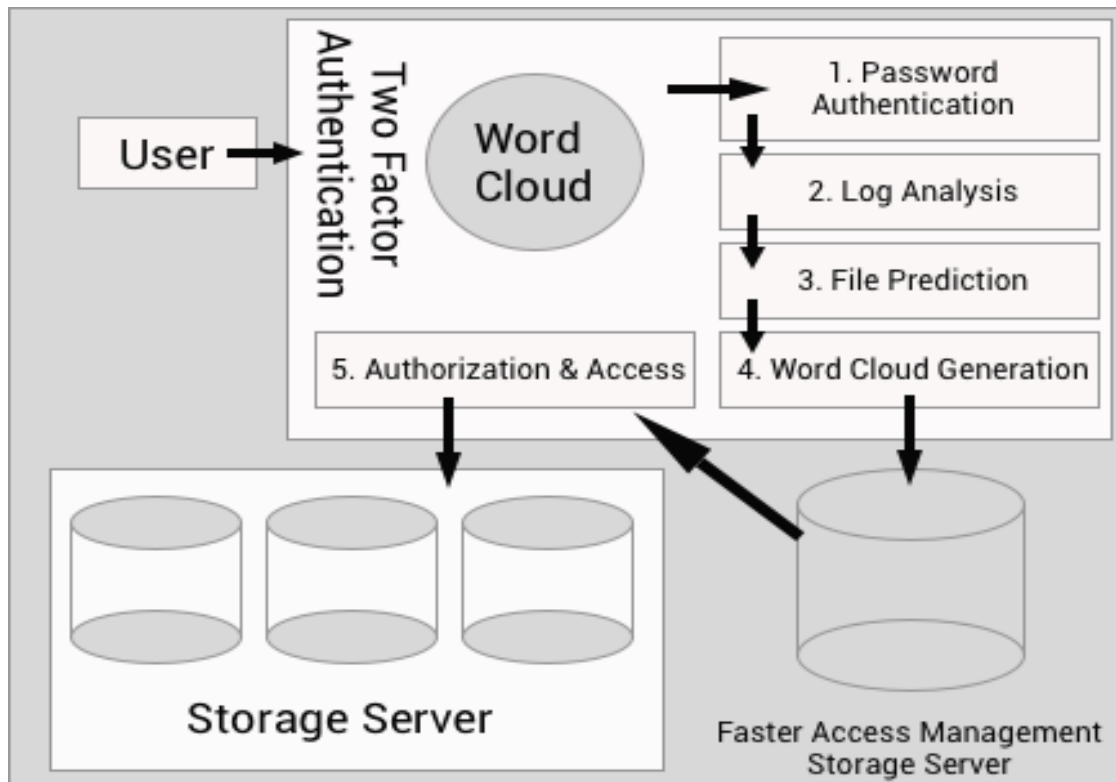 User
Two Factor
Authentication
Word
Cloud
1. Password
Authentication
2. Log Analysis
3. File Prediction
4. Word Cloud Generation
5. Authorization & Access
Storage Server
Faster Access Management
Storage Server